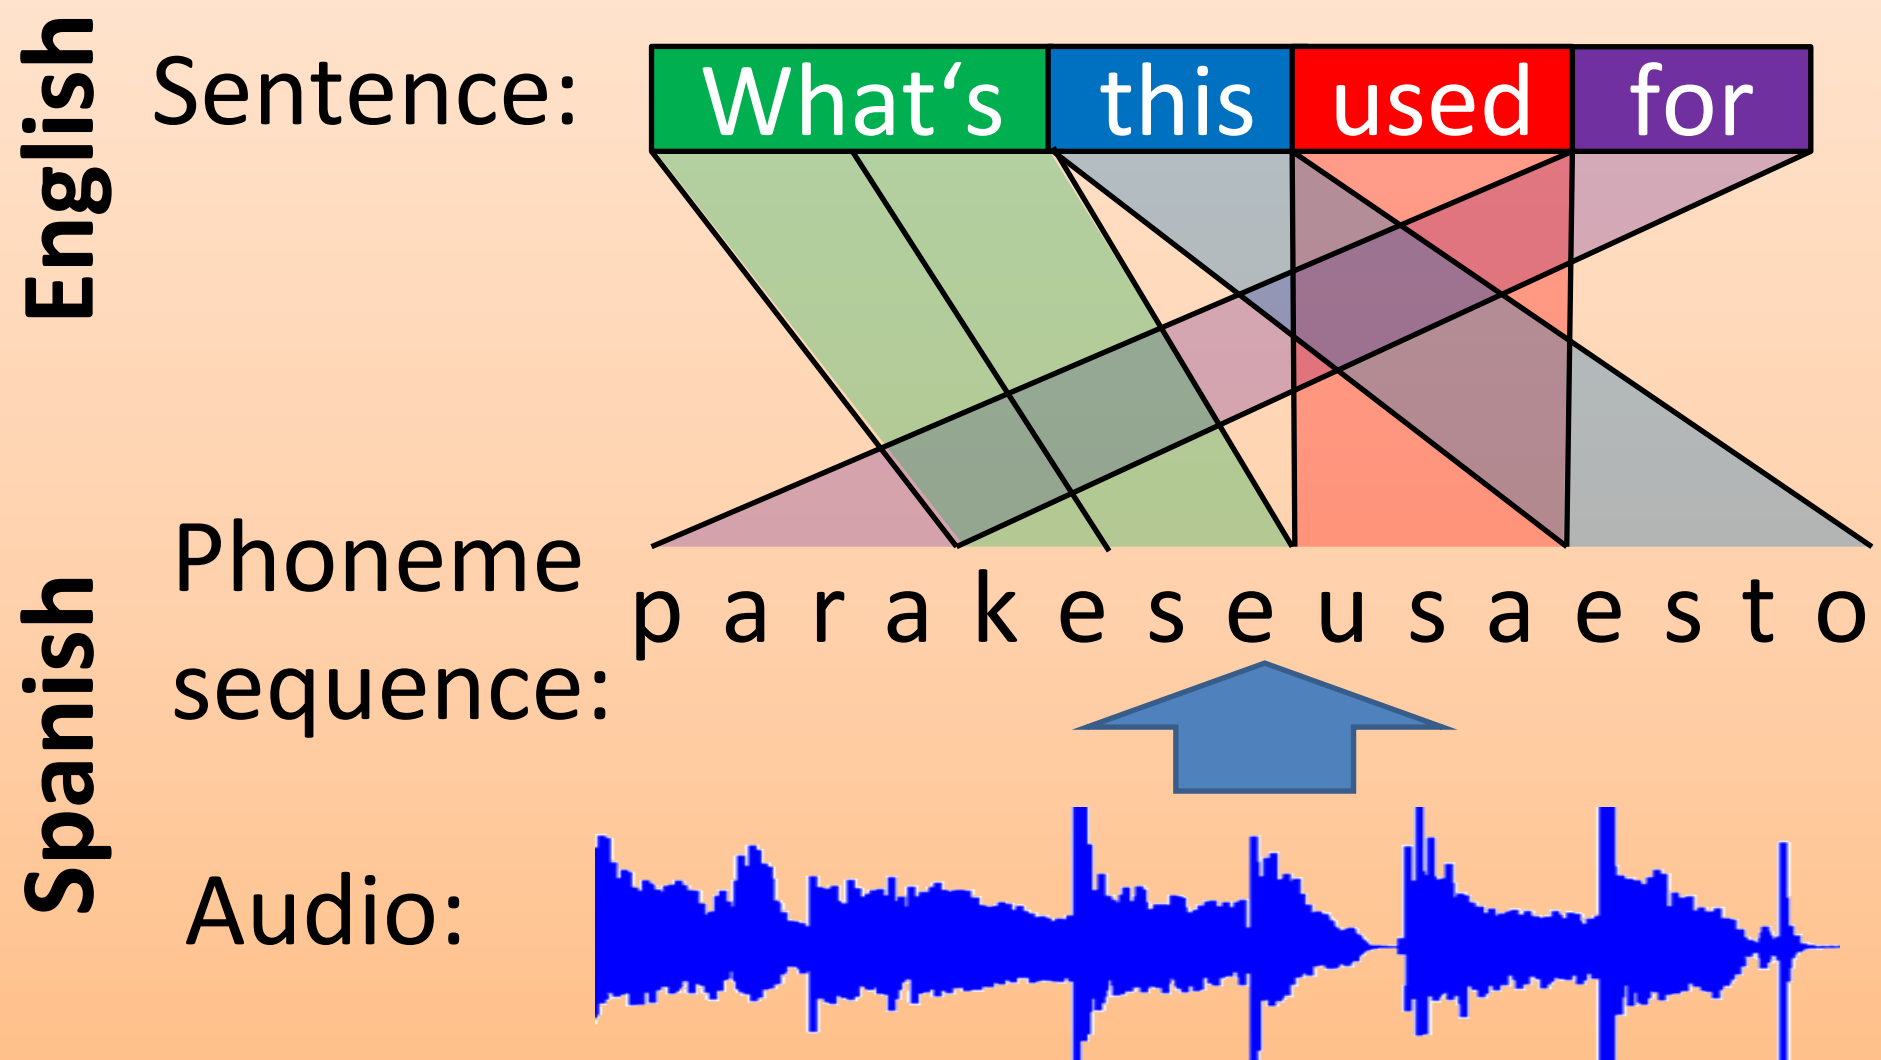 English
Sentence:
What‘s this used for
Spanish
Phoneme
sequence:
p a r a k e s e u s a e s t o
Audio: